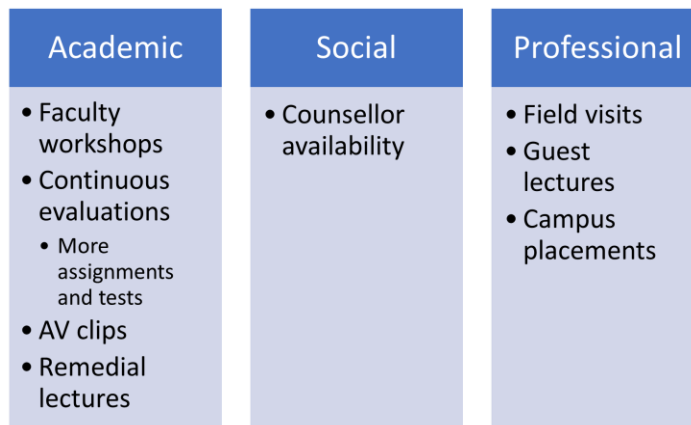 Academic
• Faculty
workshops
• Continuous
evaluations
• More
assignments
and tests
• AV clips
• Remedial
lectures
Social
• Counsellor
availability
Professional
• Field visits
• Guest
lectures
• Campus
placements